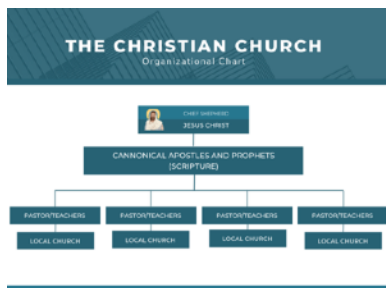 THE CHRISTIAN CHURCH
Organizational Chart
CHIEF SHEPHERD
JESUS CHRIST
CANNONICAL APOSTLES AND PROPHETS
(SCRIPTURE)
PASTOR/TEACHERS
PASTOR/TEACHERS
PASTOR/TEACHERS
PASTOR/TEACHERS
LOCAL CHURCH
LOCAL CHURCH
LOCAL CHURCH
LOCAL CHURCH